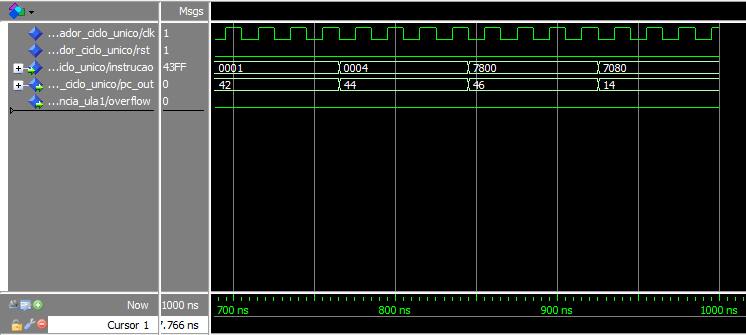 Msgs
...ador_ciclo_unico/clk 1
...dor_ciclo_unico/rst 1
...iclo_unico/instrucao 43FF 0001 0004 7800 7080
..._ciclo_unico/pc_out 0 42 44 46 14
...ncia_ula1/overflow 0
Now 1000 ns 700 ns 800 ns 900 ns 1000 ns
Cursor 1 7.766 ns